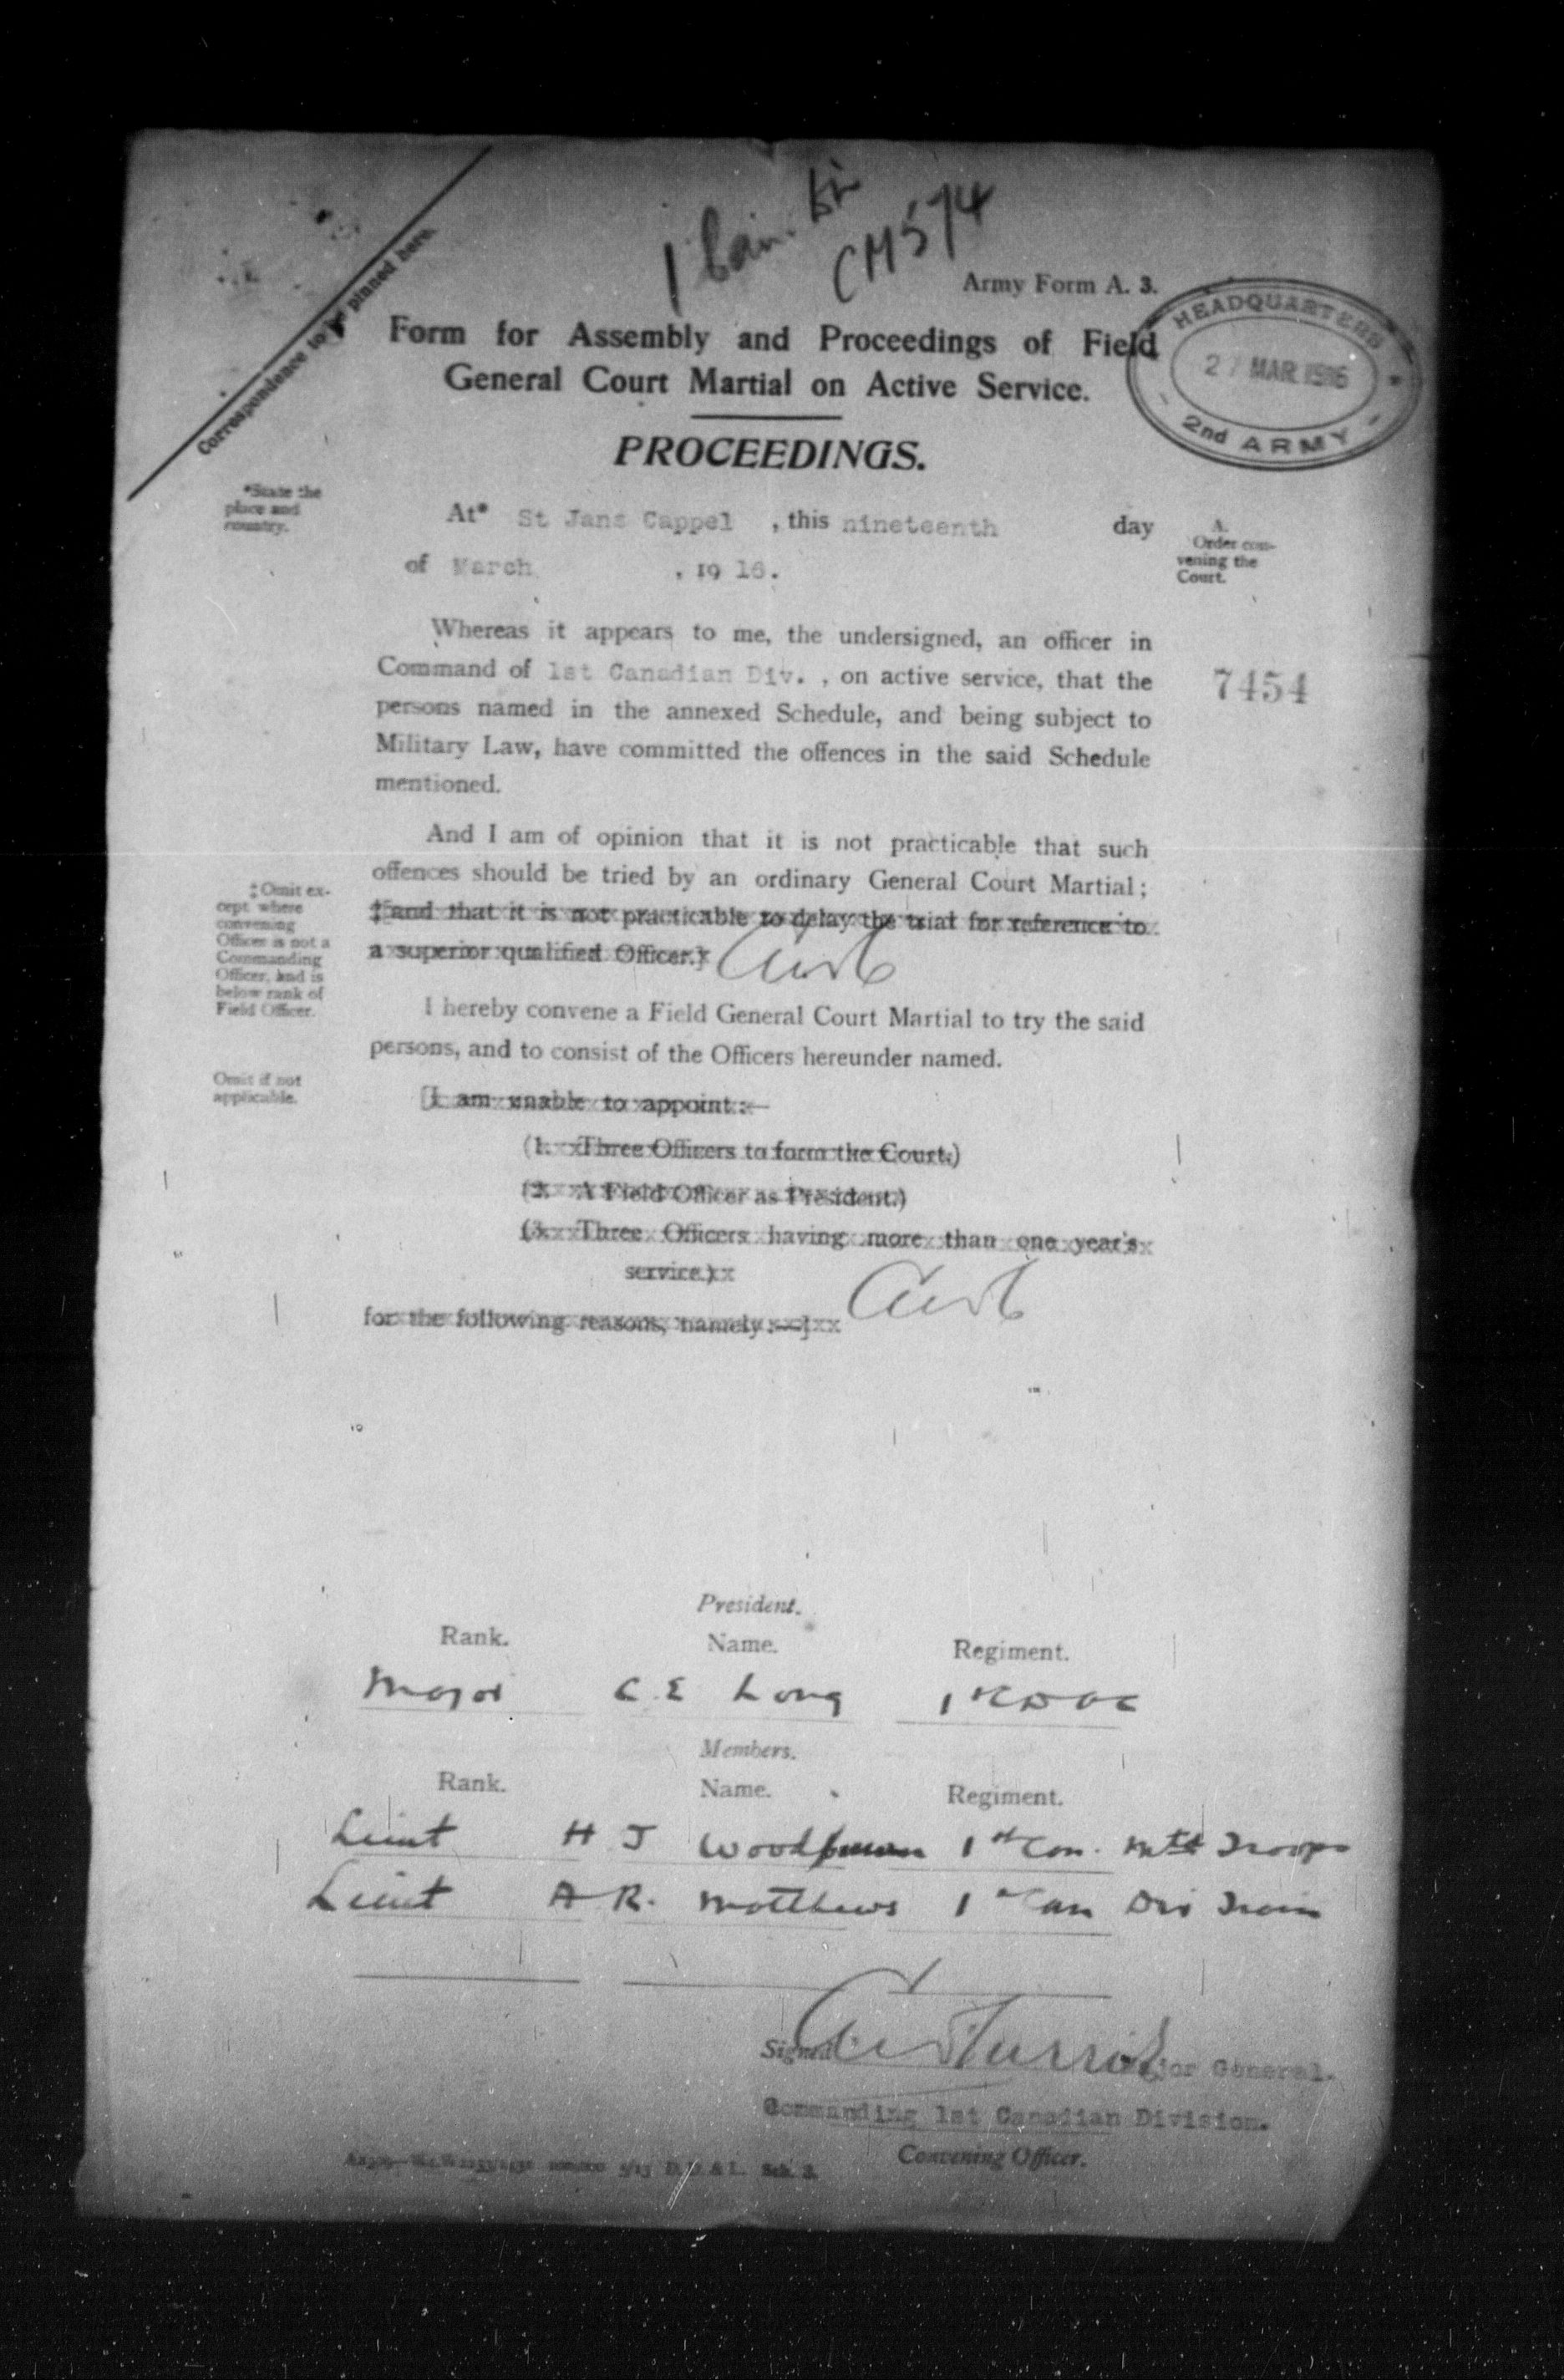 CM 574
Army Form A. 3.
Correspondence to be pinned here.
HEADQUARTERS
27 MAR 1916
2nd ARMY
Form for Assembly and Proceedings of Field
General Court Martial on Active Service.
PROCEEDINGS.
*State the
place and
country.
At* St Jans Cappel , this nineteenth day
of March , 19 16.
A.
Order con-
vening the
Court.
Whereas it appears to me, the undersigned, an officer in
Command of 1st Canadian Div. , on active service, that the
persons named in the annexed Schedule, and being subject to
Military Law, have committed the offences in the said Schedule
mentioned.
7454
And I am of opinion that it is not practicable that such
offences should be tried by an ordinary General Court Martial ;
‡[and that it is not practicable to delay the trial for reference to
a superior qualified Officer.]
‡Omit ex-
cept where
convening
Officer is not a
Commanding
Officer, and is
below rank of
Field Officer.
I hereby convene a Field General Court Martial to try the said
persons, and to consist of the Officers hereunder named.
Omit if not
applicable.
[I am unable to appoint :—
(1. Three Officers to form the Court.)
(2. A Field Officer as President.)
(3. Three Officers having more than one year's
service.)
for the following reasons, namely :—]
President.
Rank. Name. Regiment.
Major C E Long
Members.
Rank. Name. Regiment.
Lieut H J 1st Can. Mtd Troops
Lieut A R. Matthews 1st Can Div Train
Signed Major General.
Commanding 1st Canadian Division.
Convening Officer.